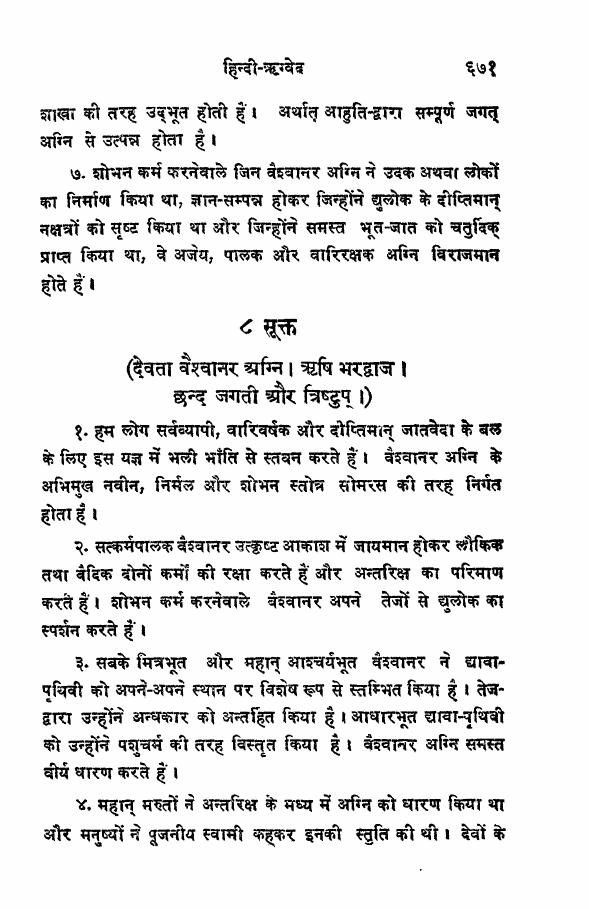 हिन्दी-ऋग्वेद ६७१
शाखा की तरह उद्भूत होती हैं। अर्थात् आहुति-द्वारा सम्पूर्ण जगत्
अग्नि से उत्पन्न होता है।
७. शोभन कर्म करनेवाले जिन वैश्वानर अग्नि ने उदक अथवा लोकों
का निर्माण किया था, ज्ञान-सम्पन्न होकर जिन्होंने द्युलोक के दीप्तिमान्
नक्षत्रों को सृष्ट किया था और जिन्होंने समस्त भूत-जात को चतुर्दिक्
प्राप्त किया था, वे अजेय, पालक और वारिरक्षक अग्नि विराजमान
होते हैं।
८ सूक्त
(देवता वैश्वानर अग्नि। ऋषि भरद्वाज।
छन्द जगती और त्रिष्टुप्।)
१. हम लोग सर्वव्यापी, वारिवर्षक और दीप्तिमान् जातवेदा के बल
के लिए इस यज्ञ में भली भाँति से स्तवन करते हैं। वैश्वानर अग्नि के
अभिमुख नवीन, निर्मल और शोभन स्तोत्र सोमरस की तरह निर्गत
होता है।
२. सत्कर्मपालक वैश्वानर उत्कृष्ट आकाश में जायमान होकर लौकिक
तथा वैदिक दोनों कर्मों की रक्षा करते हैं और अन्तरिक्ष का परिमाण
करते हैं। शोभन कर्म करनेवाले वैश्वानर अपने तेजों से द्युलोक का
स्पर्शन करते हैं।
३. सबके मित्रभूत और महान् आश्चर्यभूत वैश्वानर ने द्यावा-
पृथिवी को अपने-अपने स्थान पर विशेष रूप से स्तम्भित किया है। तेज-
द्वारा उन्होंने अन्धकार को अन्तर्हित किया है। आधारभूत द्यावा-पृथिवी
को उन्होंने पशुचर्म की तरह विस्तृत किया है। वैश्वानर अग्नि समस्त
वीर्य धारण करते हैं।
४. महान् मरुतों ने अन्तरिक्ष के मध्य में अग्नि को धारण किया था
और मनुष्यों ने पूजनीय स्वामी कहकर इनकी स्तुति की थी। देवों के